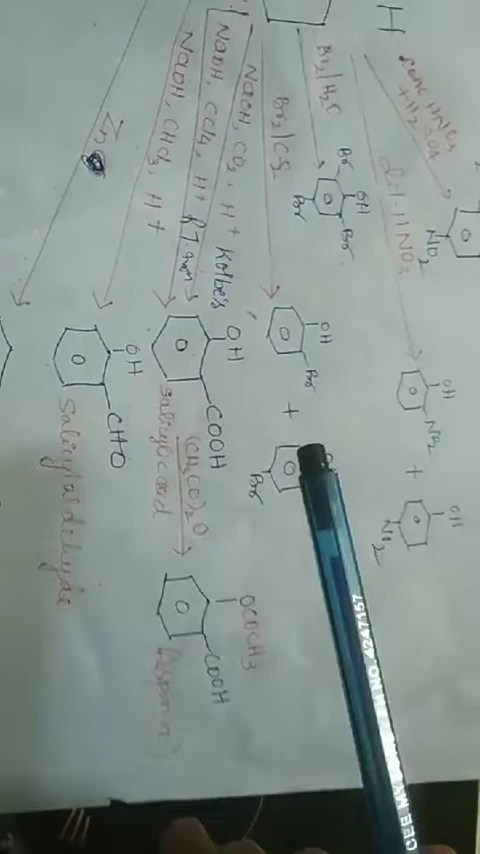 H
conc HNO3
+ H2SO4
NO2
dil. HNO3
OH
NO2
+
OH
NO2
Br2/H2O
OH
Br
Br
Br
Br2/CS2
OH
Br
+
Br
NaOH, CO2, H+ Kolbe's
NaOH, CCl4, H+
OH
COOH
Salicylic acid
(CH3CO)2O
OCOCH3
COOH
NaOH, CHCl3, H+
OH
CHO
Salicylaldehyde
Zn
4247157